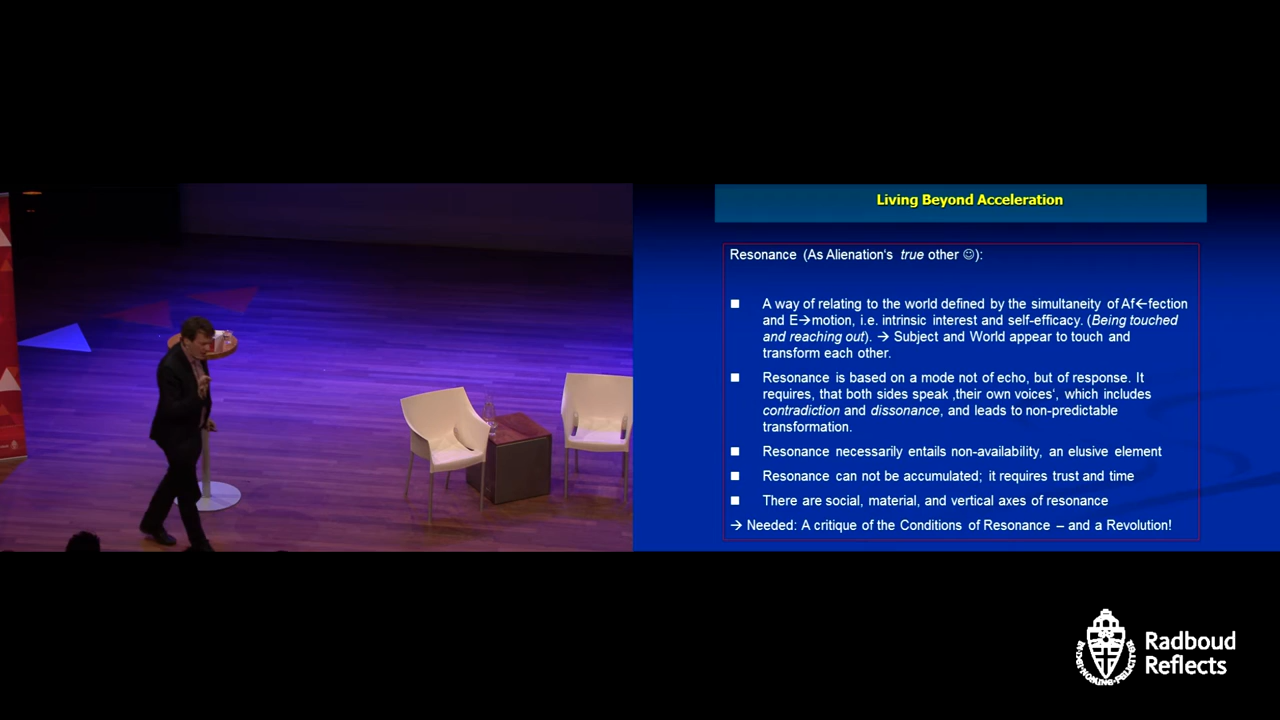 Living Beyond Acceleration
Resonance (As Alienation's true other ☺):
■ A way of relating to the world defined by the simultaneity of Af←fection
and E→motion, i.e. intrinsic interest and self-efficacy. (Being touched
and reaching out). → Subject and World appear to touch and
transform each other.
■ Resonance is based on a mode not of echo, but of response. It
requires, that both sides speak ‚their own voices', which includes
contradiction and dissonance, and leads to non-predictable
transformation.
■ Resonance necessarily entails non-availability, an elusive element
■ Resonance can not be accumulated; it requires trust and time
■ There are social, material, and vertical axes of resonance
→ Needed: A critique of the Conditions of Resonance – and a Revolution!
Radboud
Reflects